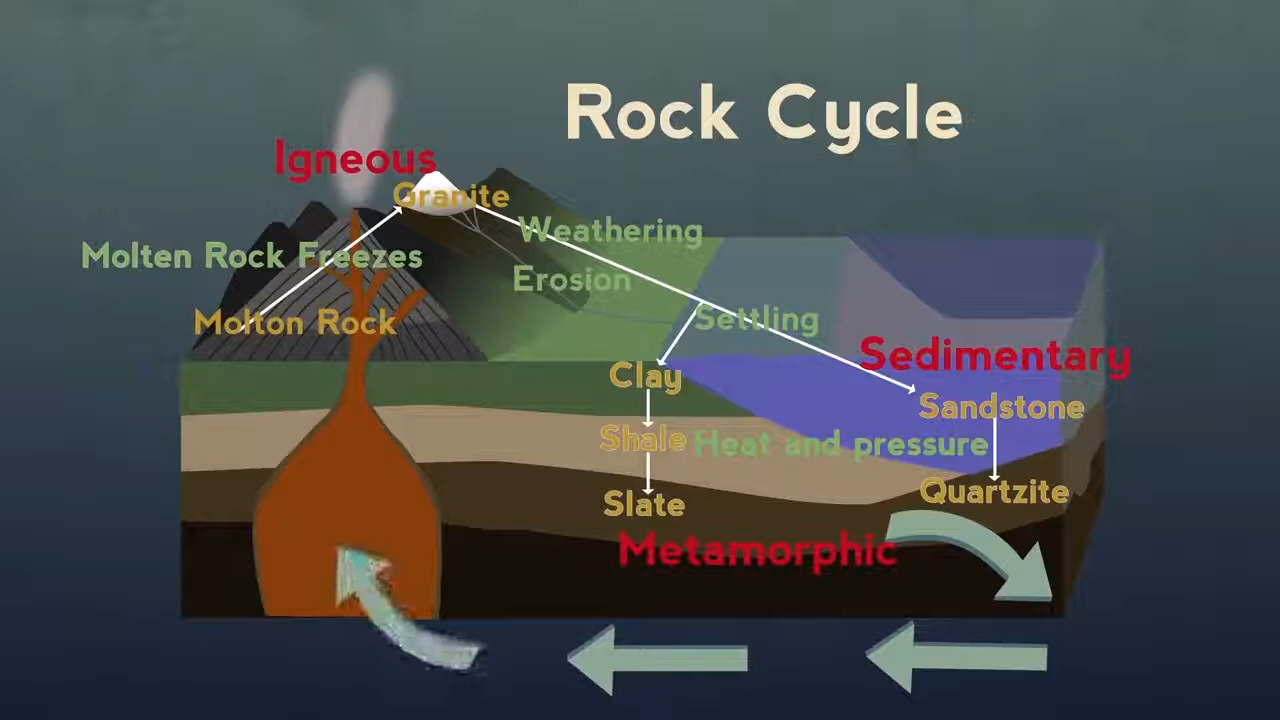 Rock Cycle
Igneous
Granite
Weathering
Molten Rock Freezes
Erosion
Molton Rock
Settling
Sedimentary
Clay
Sandstone
Shale
Heat and pressure
Quartzite
Slate
Metamorphic